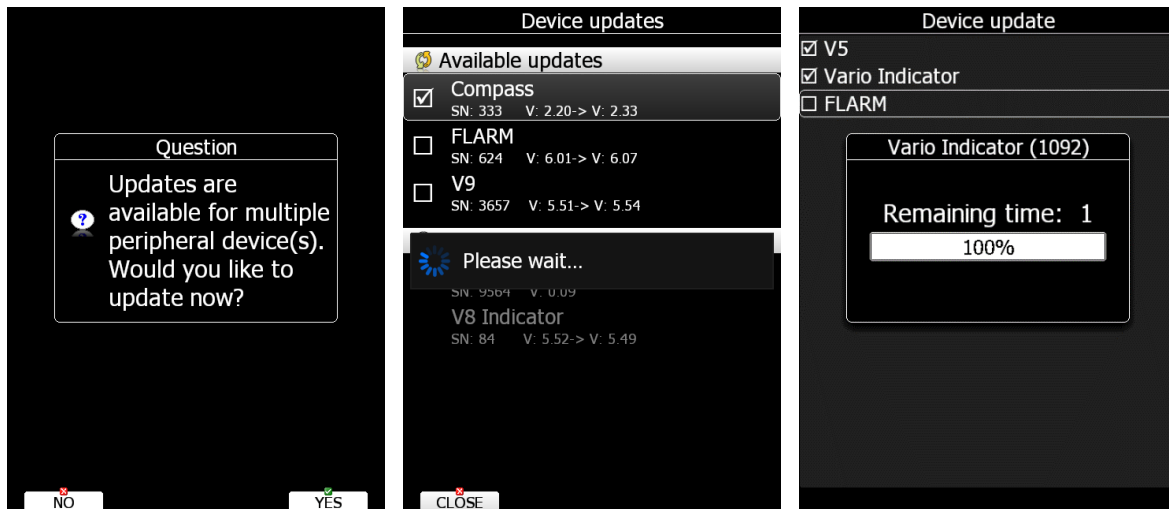 Question
Updates are
available for multiple
peripheral device(s).
Would you like to
update now?
NO
YES
Device updates
Available updates
Compass
SN: 333 V: 2.20-> V: 2.33
FLARM
SN: 624 V: 6.01-> V: 6.07
V9
SN: 3657 V: 5.51-> V: 5.54
Please wait...
SN: 9564 V: 0.09
V8 Indicator
SN: 84 V: 5.52-> V: 5.49
CLOSE
Device update
V5
Vario Indicator
FLARM
Vario Indicator (1092)
Remaining time: 1
100%